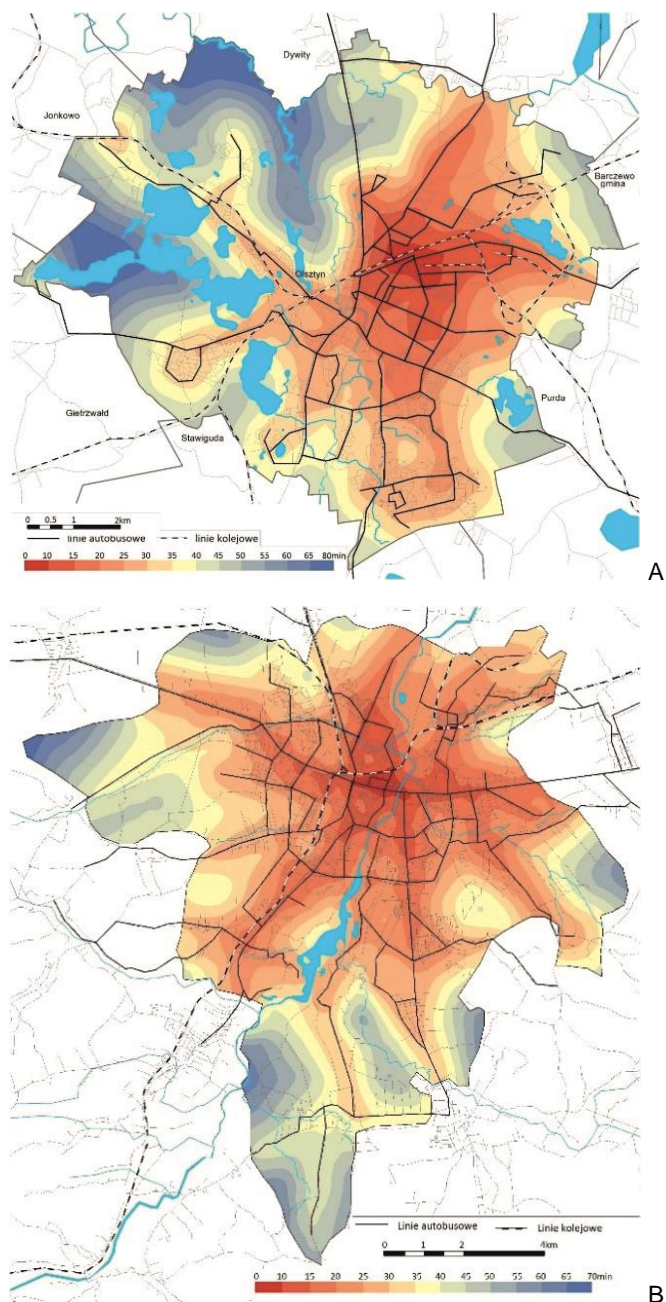 Dywity
Jonkowo
Barczewo
gmina
Olsztyn
Purda
Gietrzwałd
Stawiguda
0 0.5 1 2km
linie autobusowe linie kolejowe
0 10 15 20 25 30 35 40 45 50 55 60 65 80min
A
Linie autobusowe Linie kolejowe
0 1 2 4km
0 10 15 20 25 30 35 40 45 50 55 60 65 70min
B